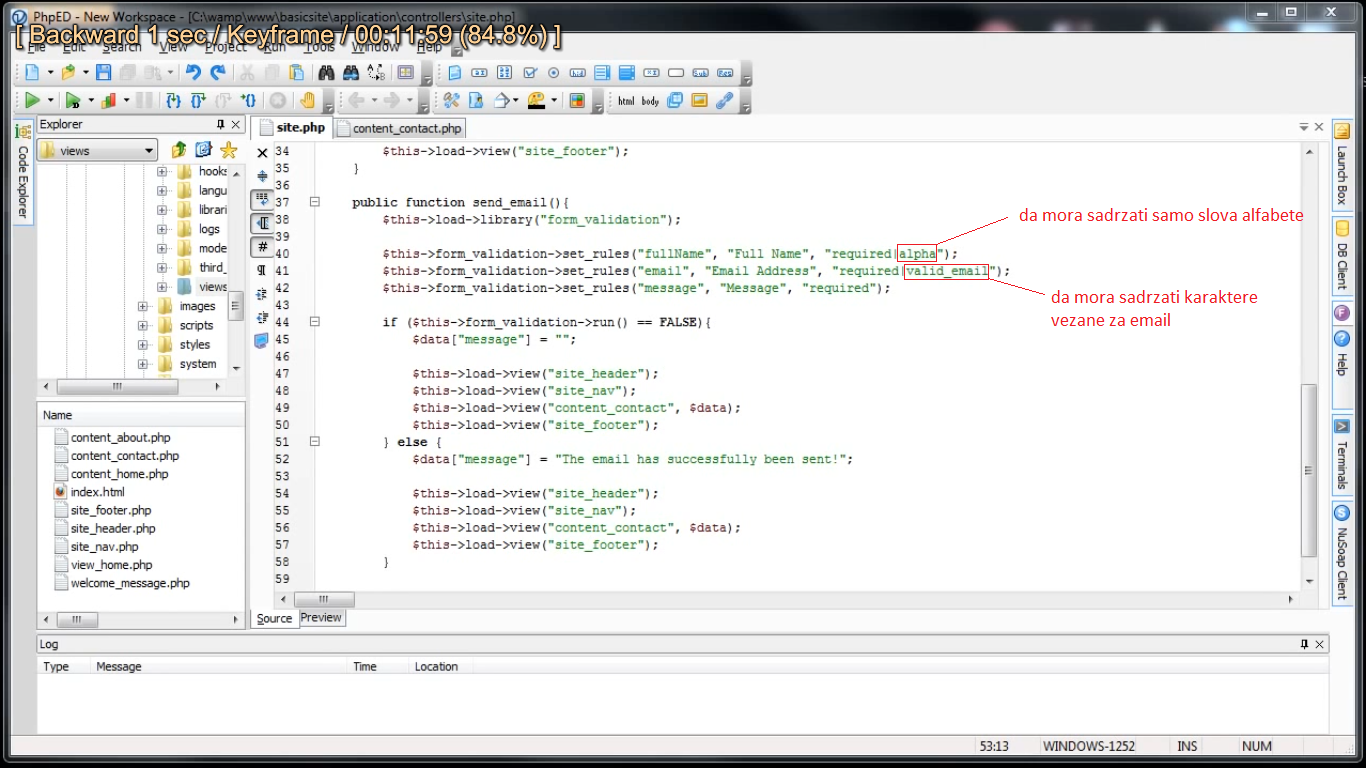 PhpED - New Workspace - [C:\wamp\www\basicsite\application\controllers\site.php]
[ Backward 1 sec / Keyframe / 00:11:59 (84.8%) ]
File Edit Search View Project Run Tools Window Help
html body
Explorer
views
hooks
langu
librari
logs
mode
third_
views
images
scripts
styles
system
Name
content_about.php
content_contact.php
content_home.php
index.html
site_footer.php
site_header.php
site_nav.php
view_home.php
welcome_message.php
Code Explorer
site.php content_contact.php
34 $this->load->view("site_footer");
35 }
36
37 public function send_email(){
38 $this->load->library("form_validation");
39
40 $this->form_validation->set_rules("fullName", "Full Name", "required|alpha");
41 $this->form_validation->set_rules("email", "Email Address", "required|valid_email");
42 $this->form_validation->set_rules("message", "Message", "required");
43
44 if ($this->form_validation->run() == FALSE){
45 $data["message"] = "";
46
47 $this->load->view("site_header");
48 $this->load->view("site_nav");
49 $this->load->view("content_contact", $data);
50 $this->load->view("site_footer");
51 } else {
52 $data["message"] = "The email has successfully been sent!";
53
54 $this->load->view("site_header");
55 $this->load->view("site_nav");
56 $this->load->view("content_contact", $data);
57 $this->load->view("site_footer");
58 }
59
da mora sadrzati samo slova alfabete
da mora sadrzati karaktere
vezane za email
Source Preview
Launch Box
DB Client
Help
Terminals
NuSoap Client
Log
Type Message Time Location
53:13 WINDOWS-1252 INS NUM